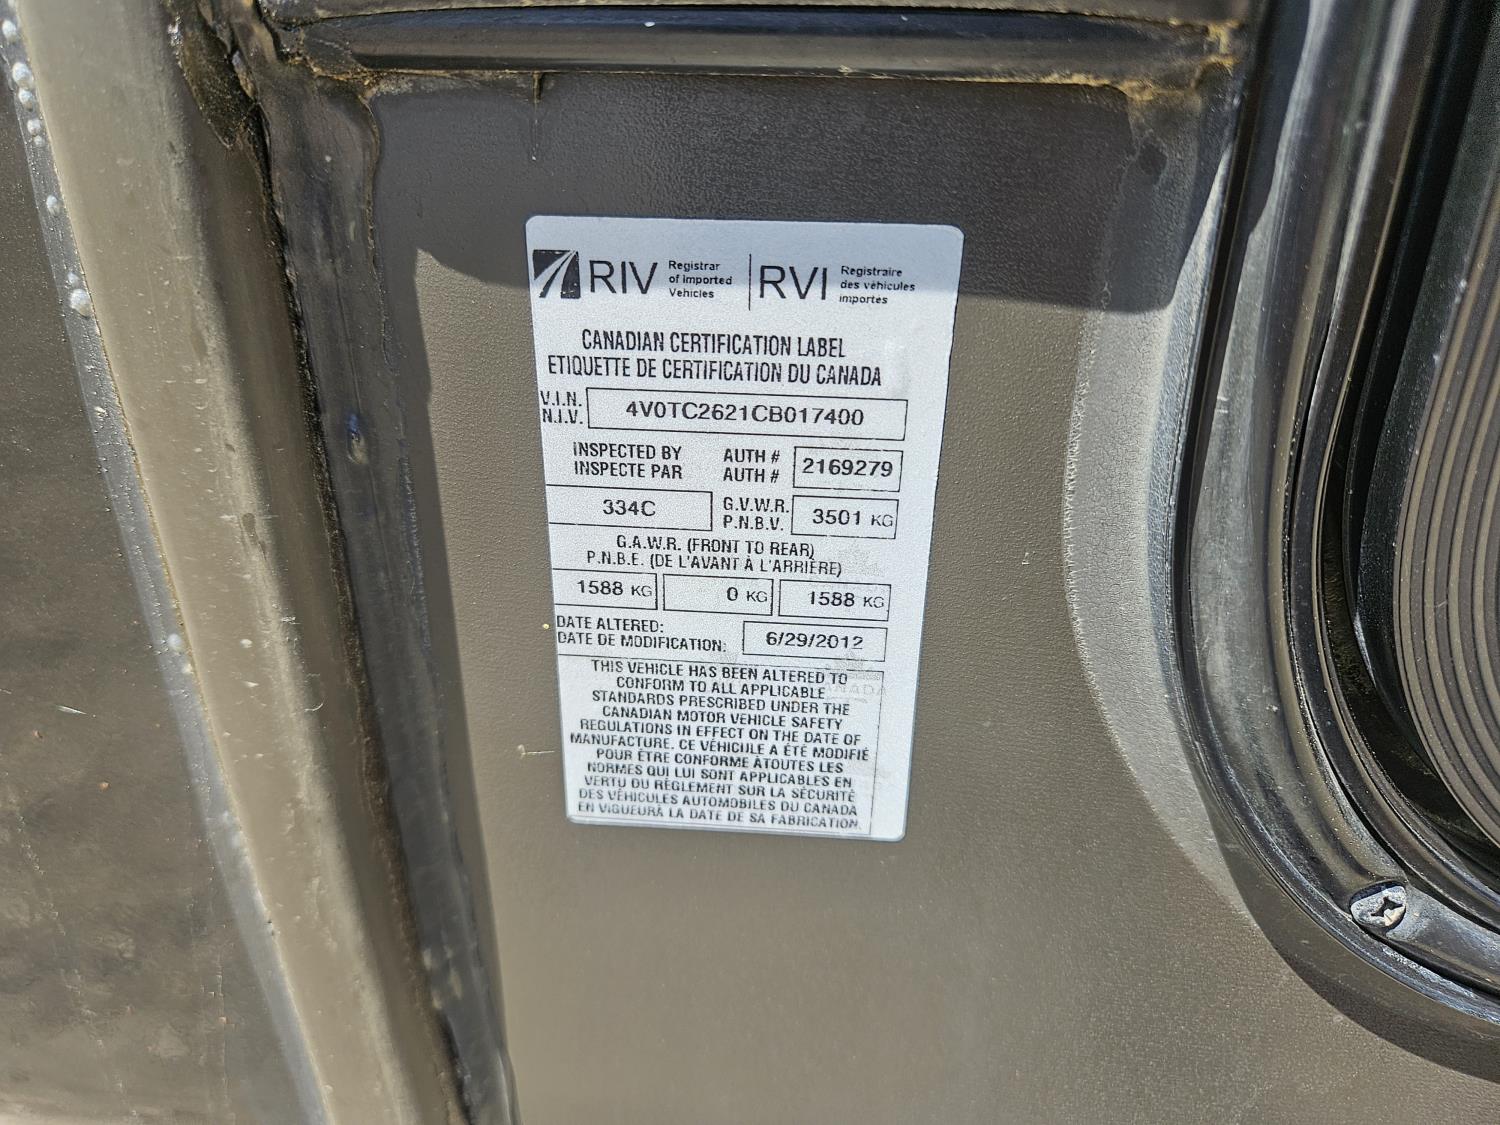 RIV Registrar of Imported Vehicles | RVI Registraire des véhicules importés
CANADIAN CERTIFICATION LABEL
ETIQUETTE DE CERTIFICATION DU CANADA
V.I.N.
N.I.V.
4V0TC2621CB017400
INSPECTED BY
INSPECTE PAR
AUTH #
AUTH #
2169279
334C
G.V.W.R.
P.N.B.V.
3501 KG
G.A.W.R. (FRONT TO REAR)
P.N.B.E. (DE L'AVANT À L'ARRIÈRE)
1588 KG 0 KG 1588 KG
DATE ALTERED:
DATE DE MODIFICATION:
6/29/2012
THIS VEHICLE HAS BEEN ALTERED TO
CONFORM TO ALL APPLICABLE
STANDARDS PRESCRIBED UNDER THE
CANADIAN MOTOR VEHICLE SAFETY
REGULATIONS IN EFFECT ON THE DATE OF
MANUFACTURE. CE VÉHICULE A ÉTÉ MODIFIÉ
POUR ÊTRE CONFORME ÀTOUTES LES
NORMES QUI LUI SONT APPLICABLES EN
VERTU DU RÈGLEMENT SUR LA SÉCURITÉ
DES VÉHICULES AUTOMOBILES DU CANADA
EN VIGUEURÀ LA DATE DE SA FABRICATION.